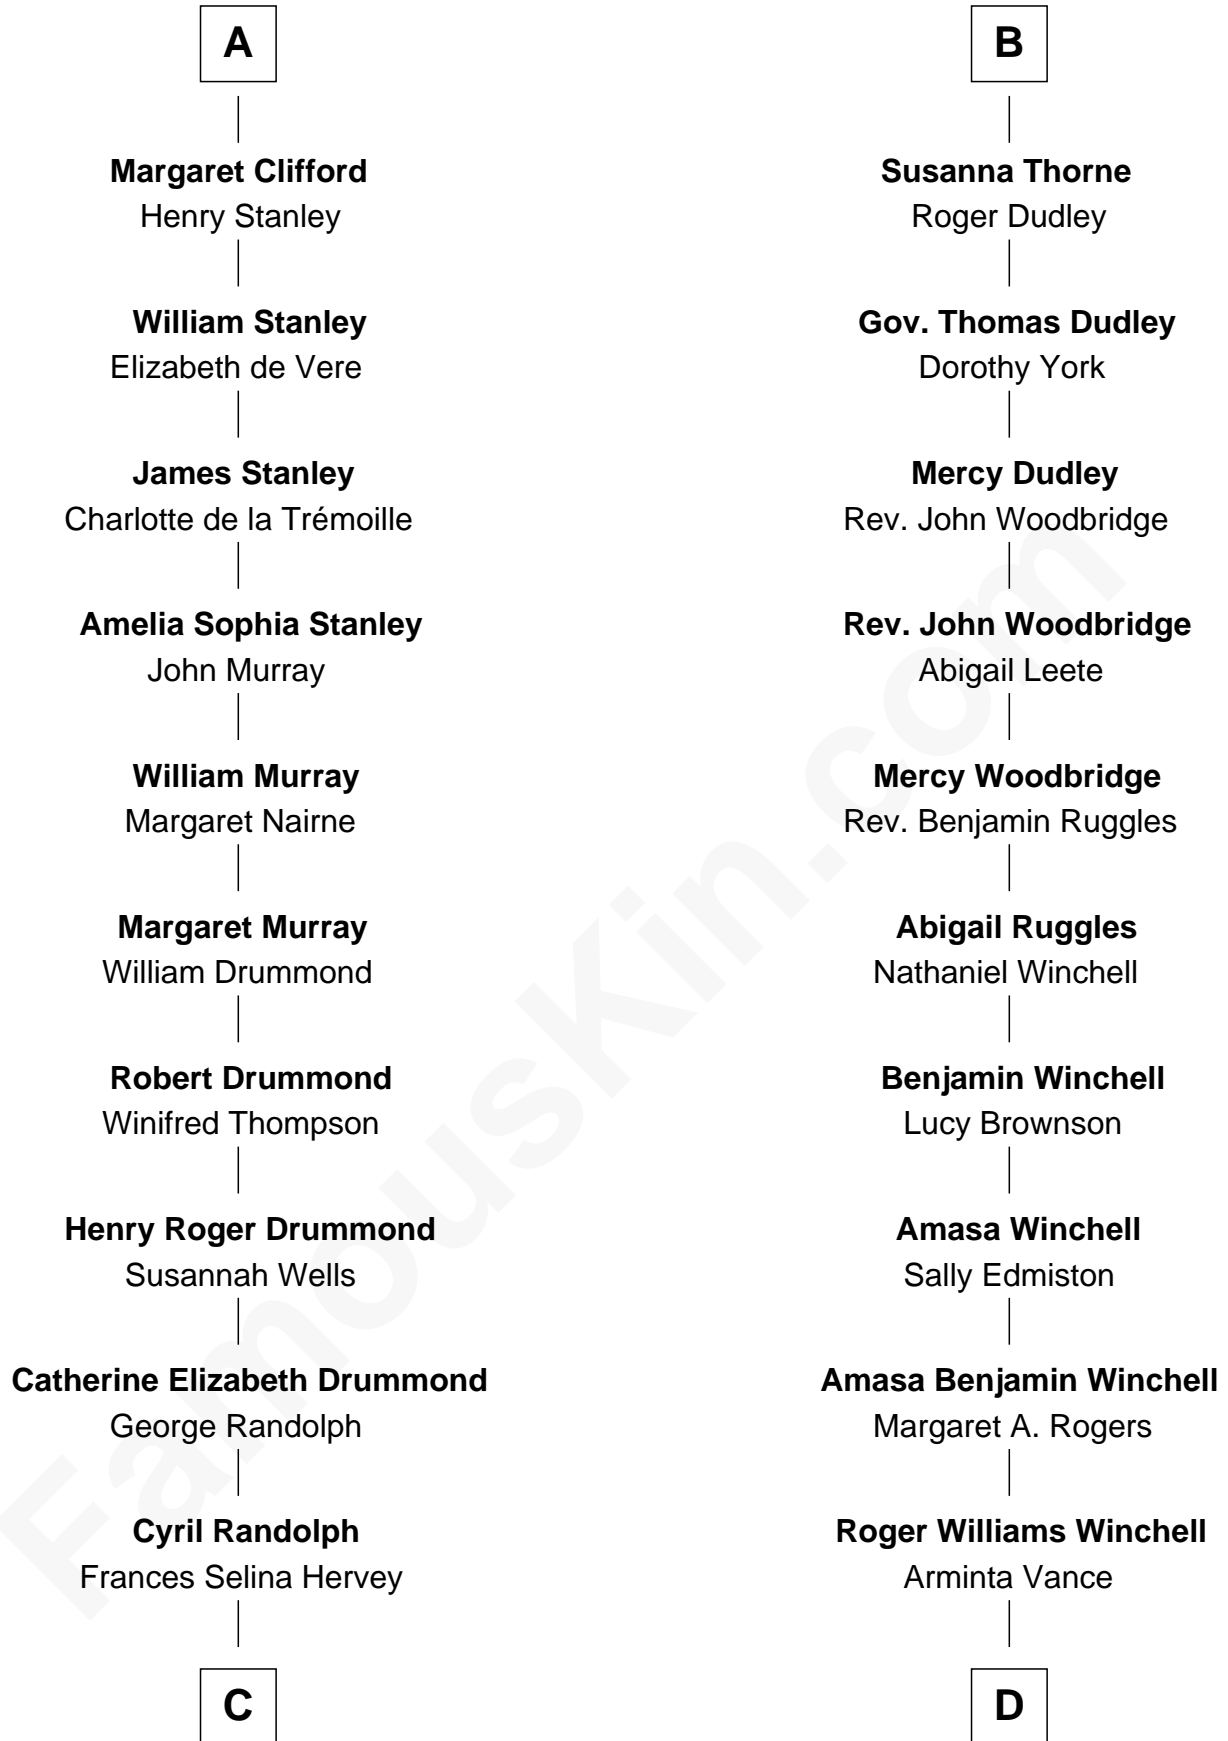 A
Margaret Clifford
Henry Stanley
William Stanley
Elizabeth de Vere
James Stanley
Charlotte de la Trémoille
Amelia Sophia Stanley
John Murray
William Murray
Margaret Nairne
Margaret Murray
William Drummond
Robert Drummond
Winifred Thompson
Henry Roger Drummond
Susannah Wells
Catherine Elizabeth Drummond
George Randolph
Cyril Randolph
Frances Selina Hervey
C
B
Susanna Thorne
Roger Dudley
Gov. Thomas Dudley
Dorothy York
Mercy Dudley
Rev. John Woodbridge
Rev. John Woodbridge
Abigail Leete
Mercy Woodbridge
Rev. Benjamin Ruggles
Abigail Ruggles
Nathaniel Winchell
Benjamin Winchell
Lucy Brownson
Amasa Winchell
Sally Edmiston
Amasa Benjamin Winchell
Margaret A. Rogers
Roger Williams Winchell
Arminta Vance
D
FamousKin.com